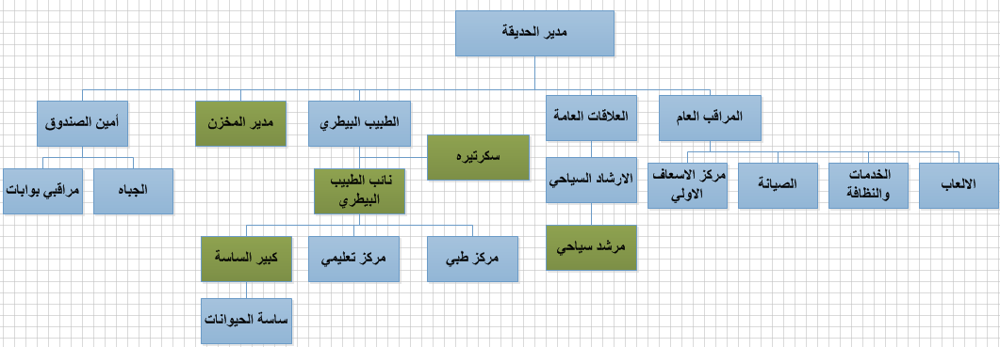 مدير الحديقة
المراقب العام
العلاقات العامة
الطبيب البيطري
مدير المخزن
أمين الصندوق
سكرتيره
الالعاب
الخدمات
والنظافة
الصيانة
مركز الاسعاف
الاولي
الارشاد السياحي
نائب الطبيب
البيطري
الجباه
مراقبي بوابات
مرشد سياحي
مركز طبي
مركز تعليمي
كبير الساسة
ساسة الحيوانات